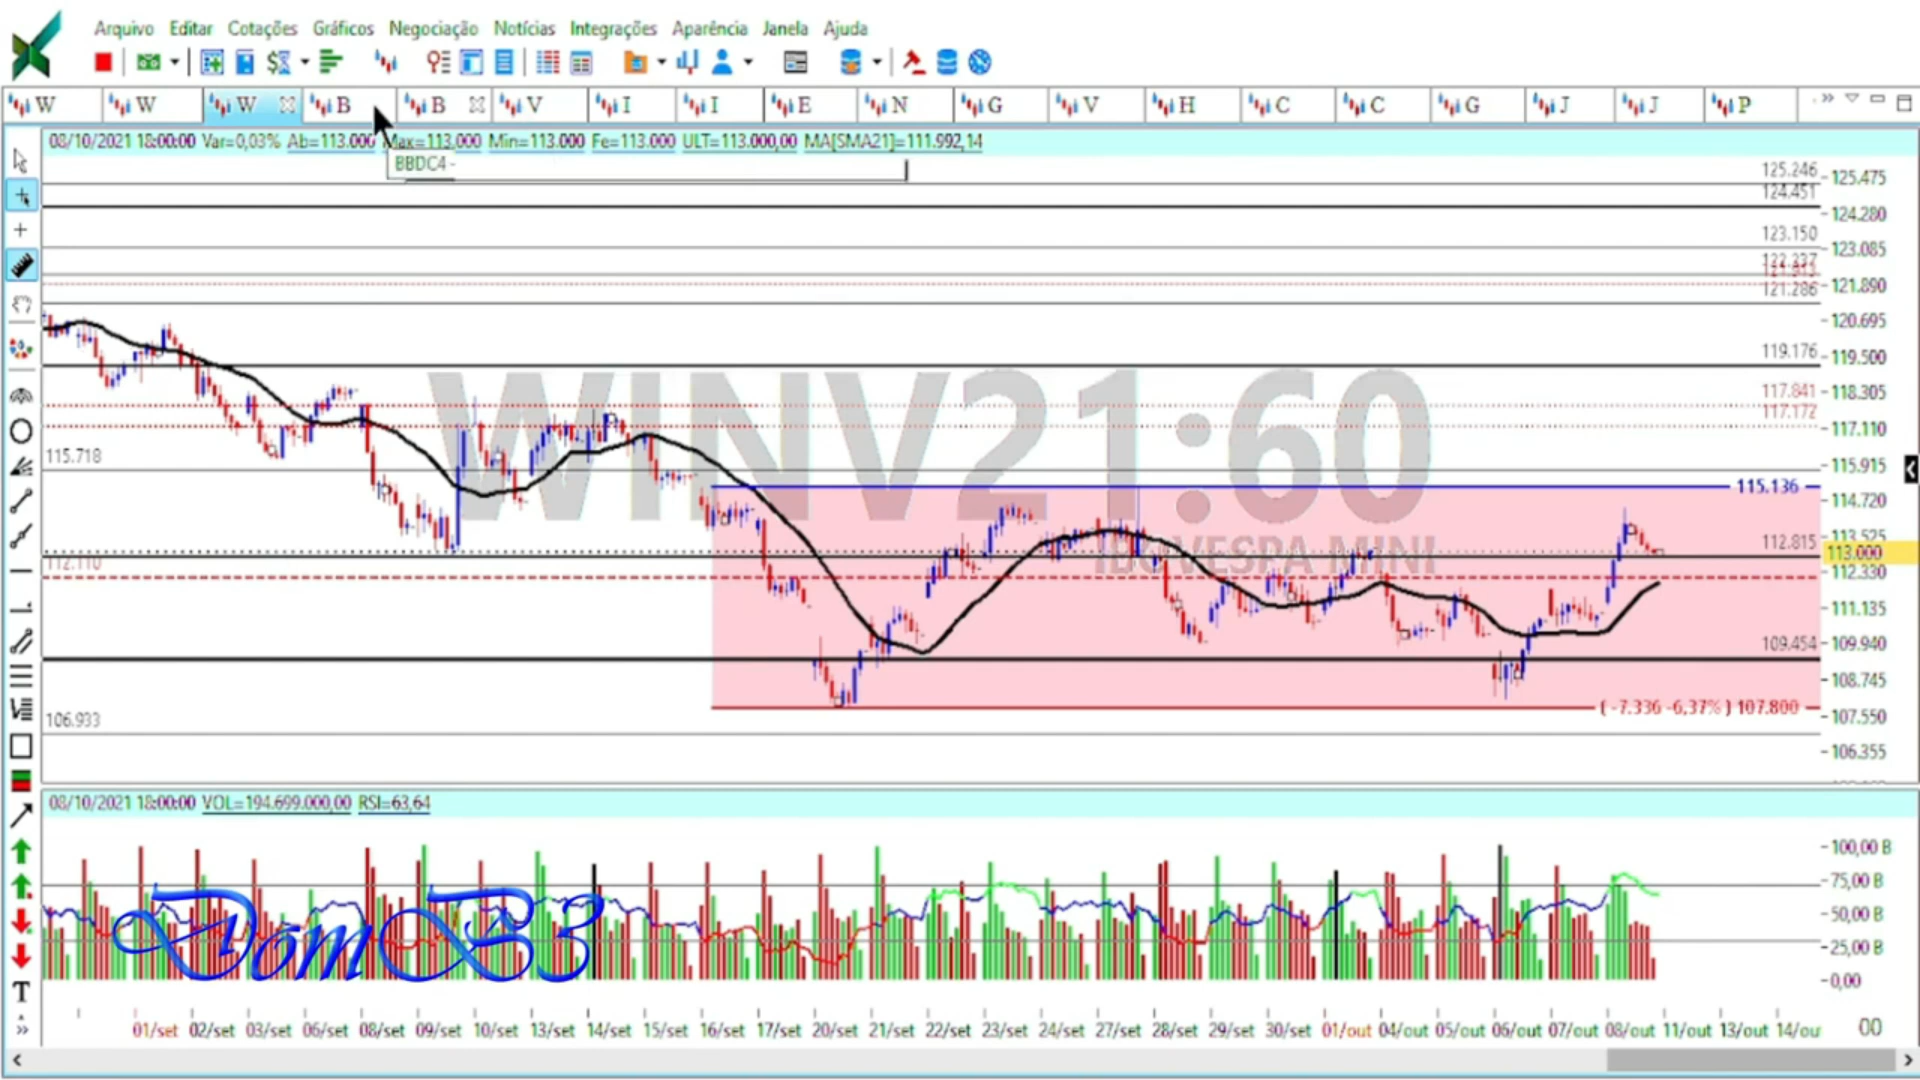 Arquivo Editar Cotações Gráficos Negociação Notícias Integrações Aparência Janela Ajuda
W W W B B V I I E N G V H C C G J J P
08/10/2021 18:00:00 Var=0,03% Ab=113.000 Max=113.000 Min=113.000 Fe=113.000 ULT=113.000,00 MA[SMA21]=111.992,14
BBDC4 -
125.246
125.475
124.451
124.280
123.150
123.085
122.237
121.913
121.890
121.286
120.695
119.176
119.500
117.841
118.305
117.172
117.110
115.718
115.915
115.136
114.720
113.525
112.815
113.000
112.110
112.330
111.135
109.454
109.940
108.745
( -7.336 -6,37% ) 107.800
107.550
106.933
106.355
WINV21:60
IBOVESPA MINI
08/10/2021 18:00:00 VOL=194.699.000,00 RSI=63,64
100,00 B
75,00 B
50,00 B
25,00 B
0,00
TomB3
T
01/set 02/set 03/set 06/set 08/set 09/set 10/set 13/set 14/set 15/set 16/set 17/set 20/set 21/set 22/set 23/set 24/set 27/set 28/set 29/set 30/set 01/out 04/out 05/out 06/out 07/out 08/out 11/out 13/out 14/ou